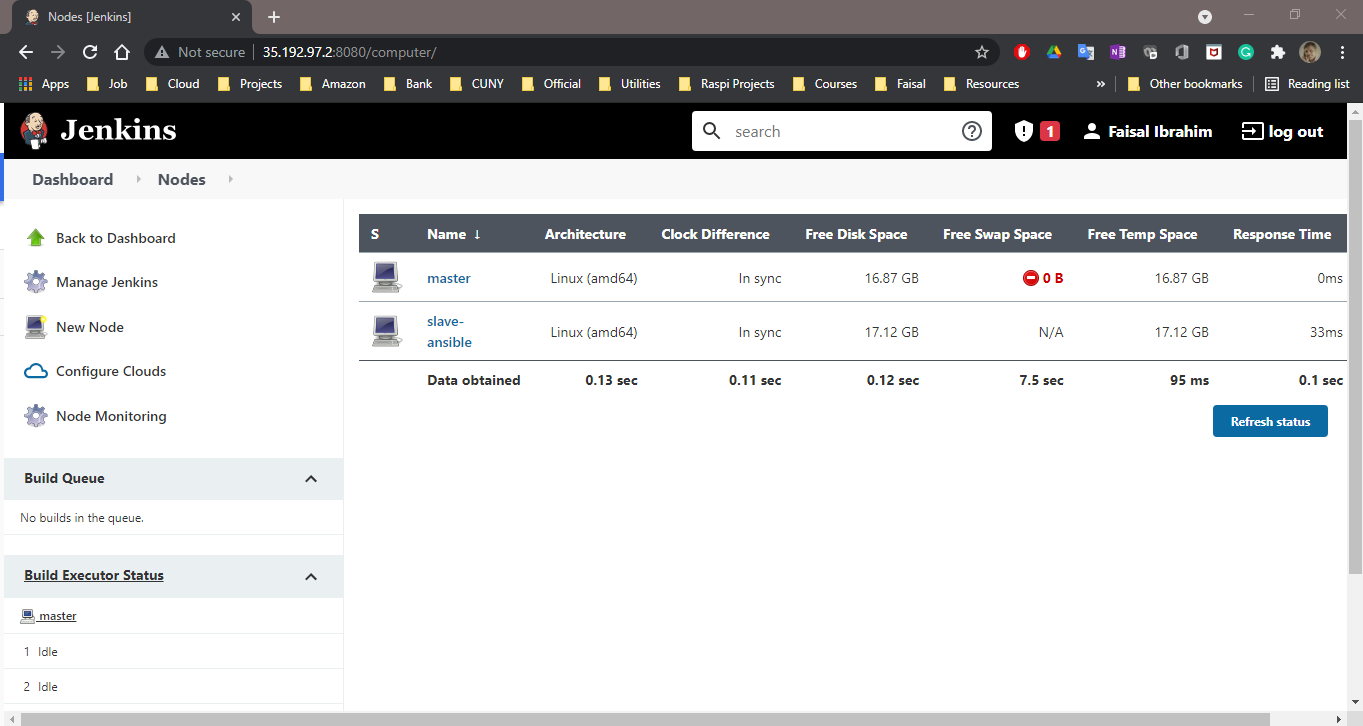 Nodes [Jenkins]
Not secure 35.192.97.2:8080/computer/
Apps Job Cloud Projects Amazon Bank CUNY Official Utilities Raspi Projects Courses Faisal Resources » Other bookmarks Reading list
Jenkins search 1 Faisal Ibrahim log out
Dashboard Nodes
Back to Dashboard
Manage Jenkins
New Node
Configure Clouds
Node Monitoring
Build Queue
No builds in the queue.
Build Executor Status
master
1 Idle
2 Idle
S Name ↓ Architecture Clock Difference Free Disk Space Free Swap Space Free Temp Space Response Time
master Linux (amd64) In sync 16.87 GB 0 B 16.87 GB 0ms
slave-
ansible Linux (amd64) In sync 17.12 GB N/A 17.12 GB 33ms
Data obtained 0.13 sec 0.11 sec 0.12 sec 7.5 sec 95 ms 0.1 sec
Refresh status